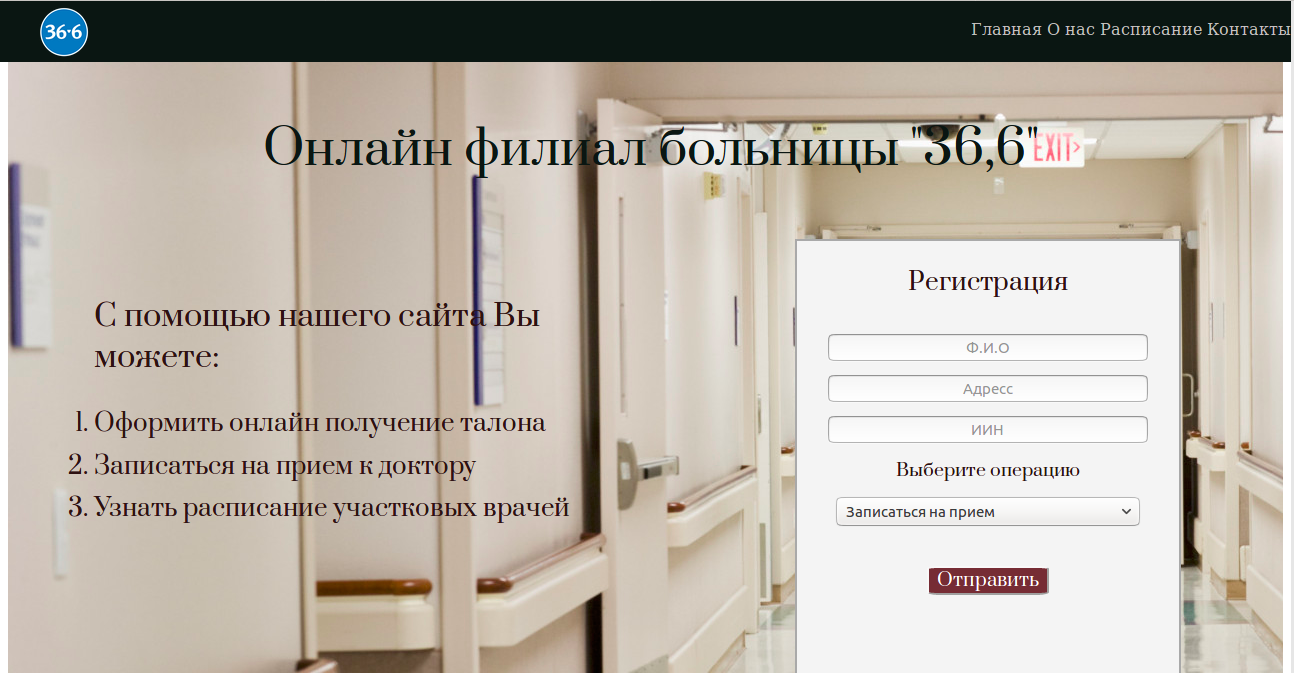 36·6
Главная О нас Расписание Контакты
Онлайн филиал больницы "36,6"
EXIT>
С помощью нашего сайта Вы
можете:
1. Оформить онлайн получение талона
2. Записаться на прием к доктору
3. Узнать расписание участковых врачей
Регистрация
Ф.И.О
Адресс
ИИН
Выберите операцию
Записаться на прием
Отправить